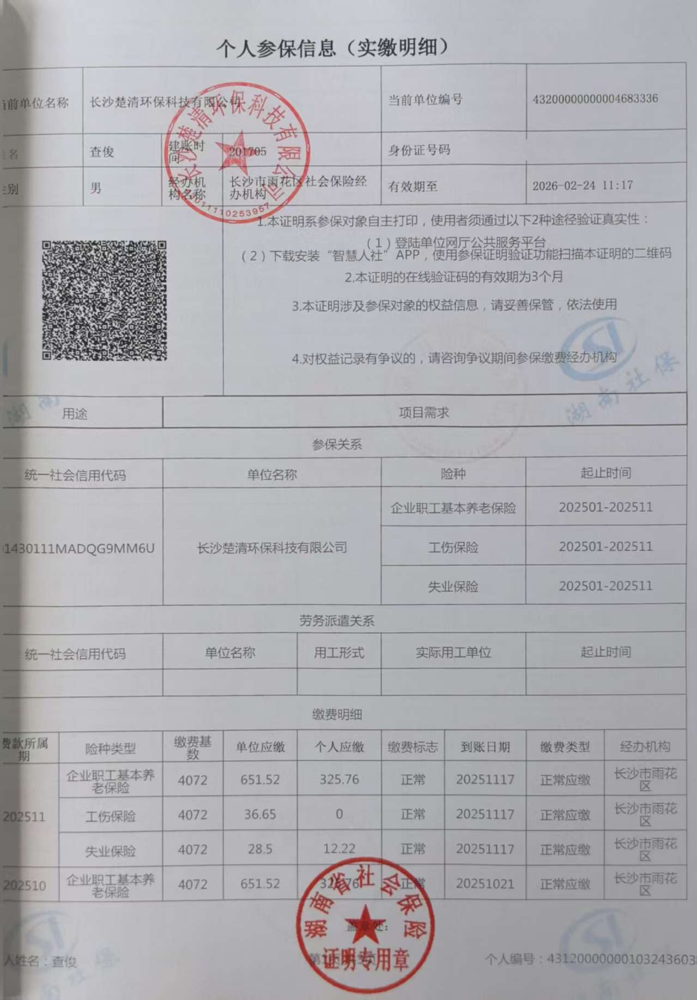 个人参保信息（实缴明细）
当前单位名称 长沙楚清环保科技有限公司 当前单位编号 43200000000004683336
姓名 查俊 建账时间 201705 身份证号码
性别 男 经办机构名称 长沙市雨花区社会保险经办机构 有效期至 2026-02-24 11:17
长沙楚清环保科技有限公司
1.本证明系参保对象自主打印，使用者须通过以下2种途径验证真实性：
（1）登陆单位网厅公共服务平台
（2）下载安装“智慧人社”APP，使用参保证明验证功能扫描本证明的二维码
2.本证明的在线验证码的有效期为3个月
3.本证明涉及参保对象的权益信息，请妥善保管，依法使用
4.对权益记录有争议的，请咨询争议期间参保缴费经办机构
湖南社保
湖南
用途 项目需求
参保关系
统一社会信用代码 单位名称 险种 起止时间
1430111MADQG9MM6U 长沙楚清环保科技有限公司 企业职工基本养老保险 202501-202511
工伤保险 202501-202511
失业保险 202501-202511
劳务派遣关系
统一社会信用代码 单位名称 用工形式 实际用工单位 起止时间
缴费明细
费款所属期 险种类型 缴费基数 单位应缴 个人应缴 缴费标志 到账日期 缴费类型 经办机构
202511 企业职工基本养老保险 4072 651.52 325.76 正常 20251117 正常应缴 长沙市雨花区
工伤保险 4072 36.65 0 正常 20251117 正常应缴 长沙市雨花区
失业保险 4072 28.5 12.22 正常 20251117 正常应缴 长沙市雨花区
202510 企业职工基本养老保险 4072 651.52 325.76 正常 20251021 正常应缴 长沙市雨花区
湖南省社会保险
盖章处：
证明专用章
人姓名：查俊 个人编号：4312000000010324360